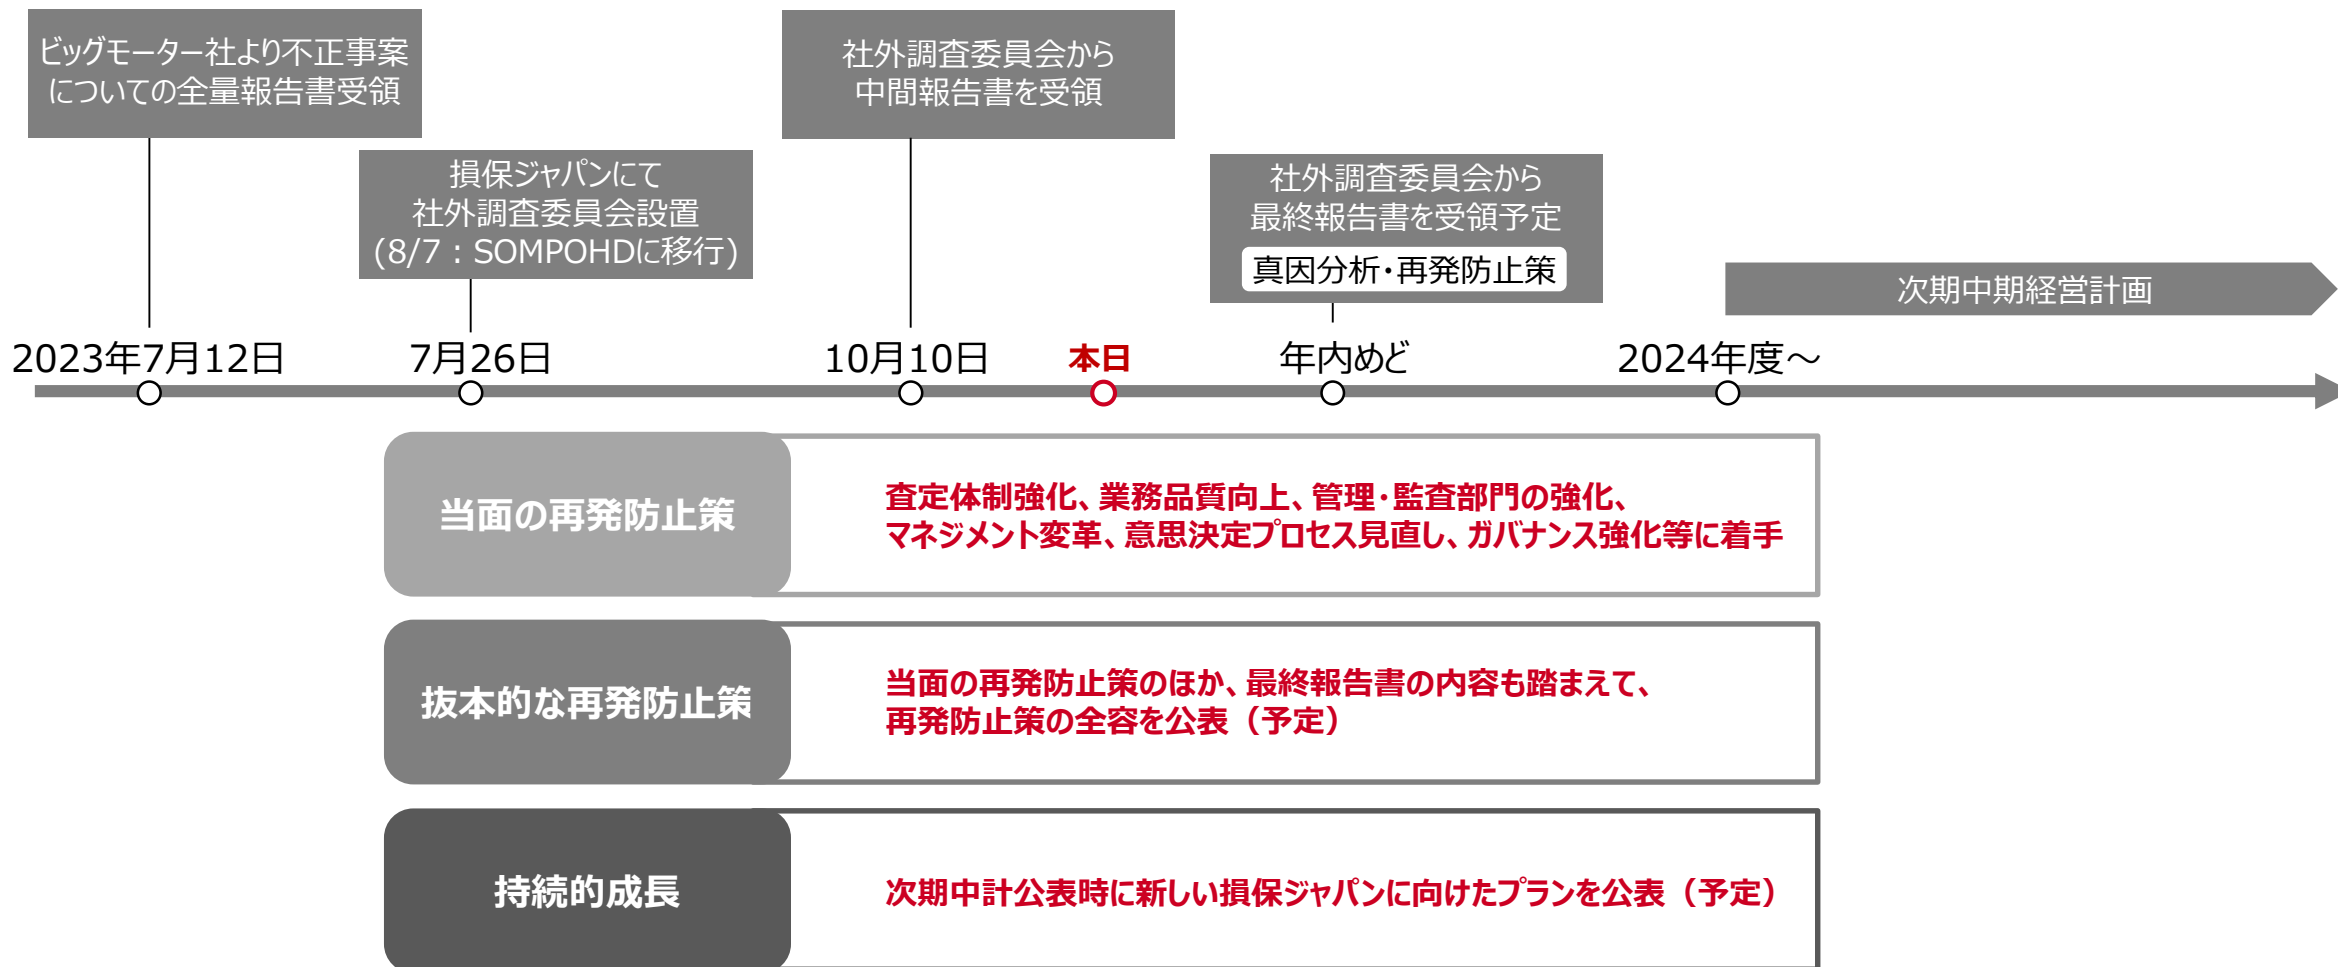 ビッグモーター社より不正事案
についての全量報告書受領
損保ジャパンにて
社外調査委員会設置
(8/7:SOMPOHDに移行)
社外調査委員会から
中間報告書を受領
社外調査委員会から
最終報告書を受領予定
真因分析・再発防止策
次期中期経営計画
2023年7月12日
7月26日
10月10日
本日
年内めど
2024年度~
当面の再発防止策
査定体制強化、業務品質向上、管理・監査部門の強化、
マネジメント変革、意思決定プロセス見直し、ガバナンス強化等に着手
抜本的な再発防止策
当面の再発防止策のほか、最終報告書の内容も踏まえて、
再発防止策の全容を公表(予定)
持続的成長
次期中計公表時に新しい損保ジャパンに向けたプランを公表(予定)